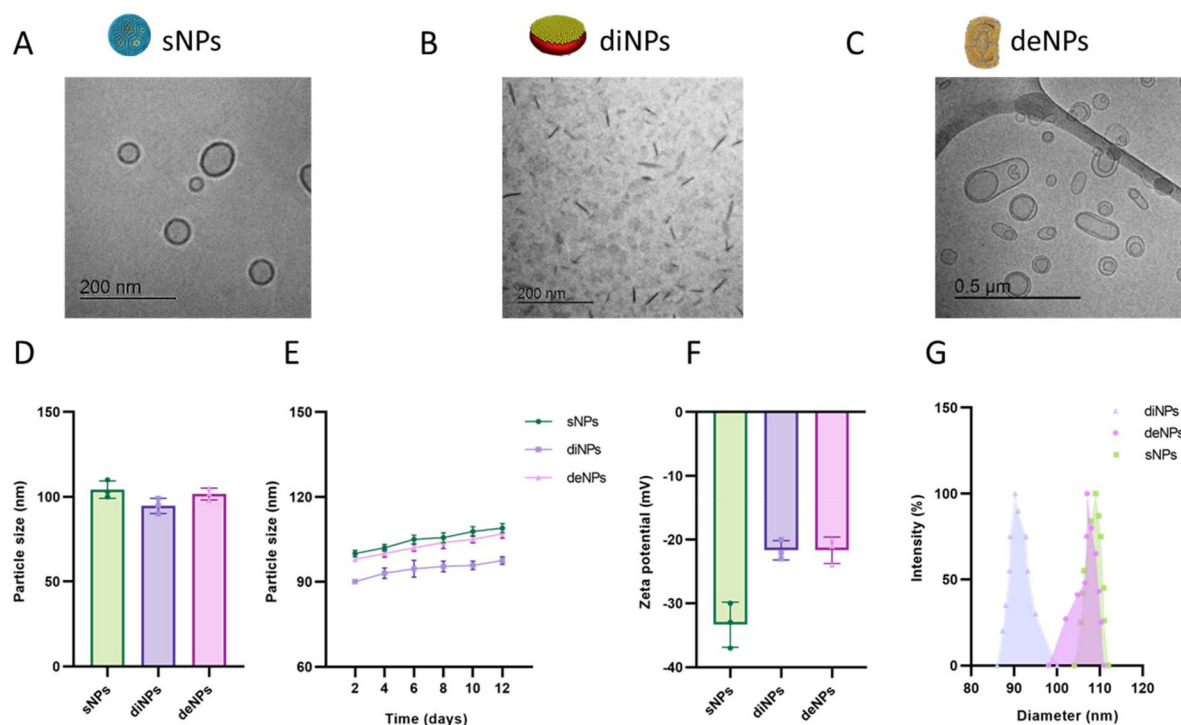 A sNPs
B diNPs
C deNPs
200 nm
200 nm
0.5 µm
D
150
100
50
0
Particle size (nm)
sNPs
diNPs
deNPs
E
150
120
90
60
Particle size (nm)
2 4 6 8 10 12
Time (days)
sNPs
diNPs
deNPs
F
0
-10
-20
-30
-40
Zeta potential (mV)
sNPs
diNPs
deNPs
G
150
100
50
0
Intensity (%)
80 90 100 110 120
Diameter (nm)
diNPs
deNPs
sNPs